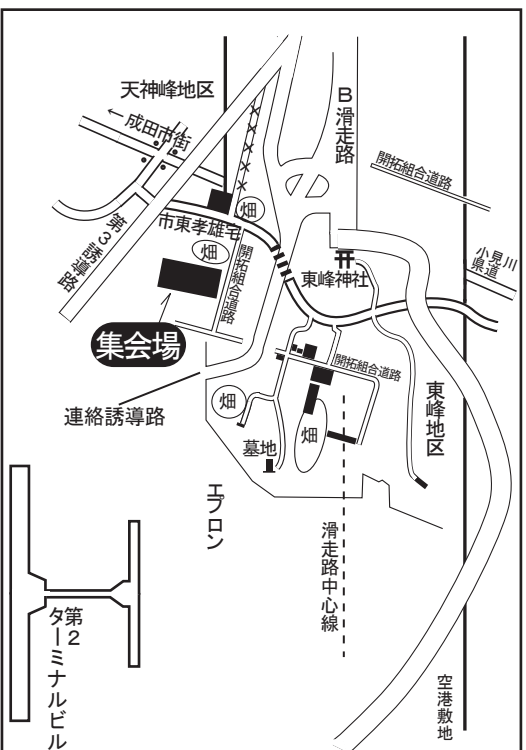 天神峰地区
← 成田市街
B滑走路
開拓組合道路
畑
市東孝雄宅
畑
開拓組合道路
第3誘導路
小見川県道
東峰神社
集会場
開拓組合道路
連絡誘導路
畑
畑
墓地
東峰地区
エプロン
滑走路中心線
第2
ターミナルビル
空港敷地